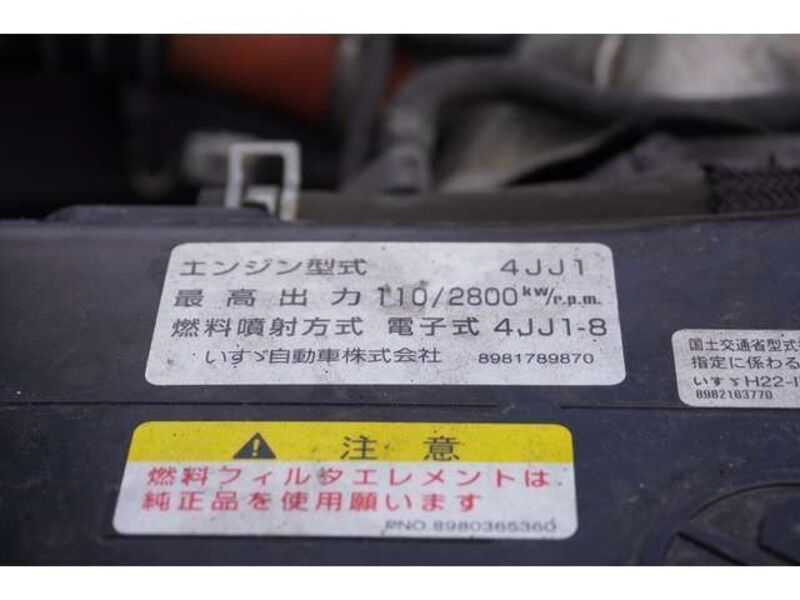 エンジン型式 4JJ1
最高出力 110/2800kW/r.p.m.
燃料噴射方式 電子式 4JJ1-8
いすゞ自動車株式会社 8981789870
国土交通省型式
指定に係わる
いすゞH22-
8982163770
注意
燃料フィルタエレメントは
純正品を使用願います
PNO.8980365360